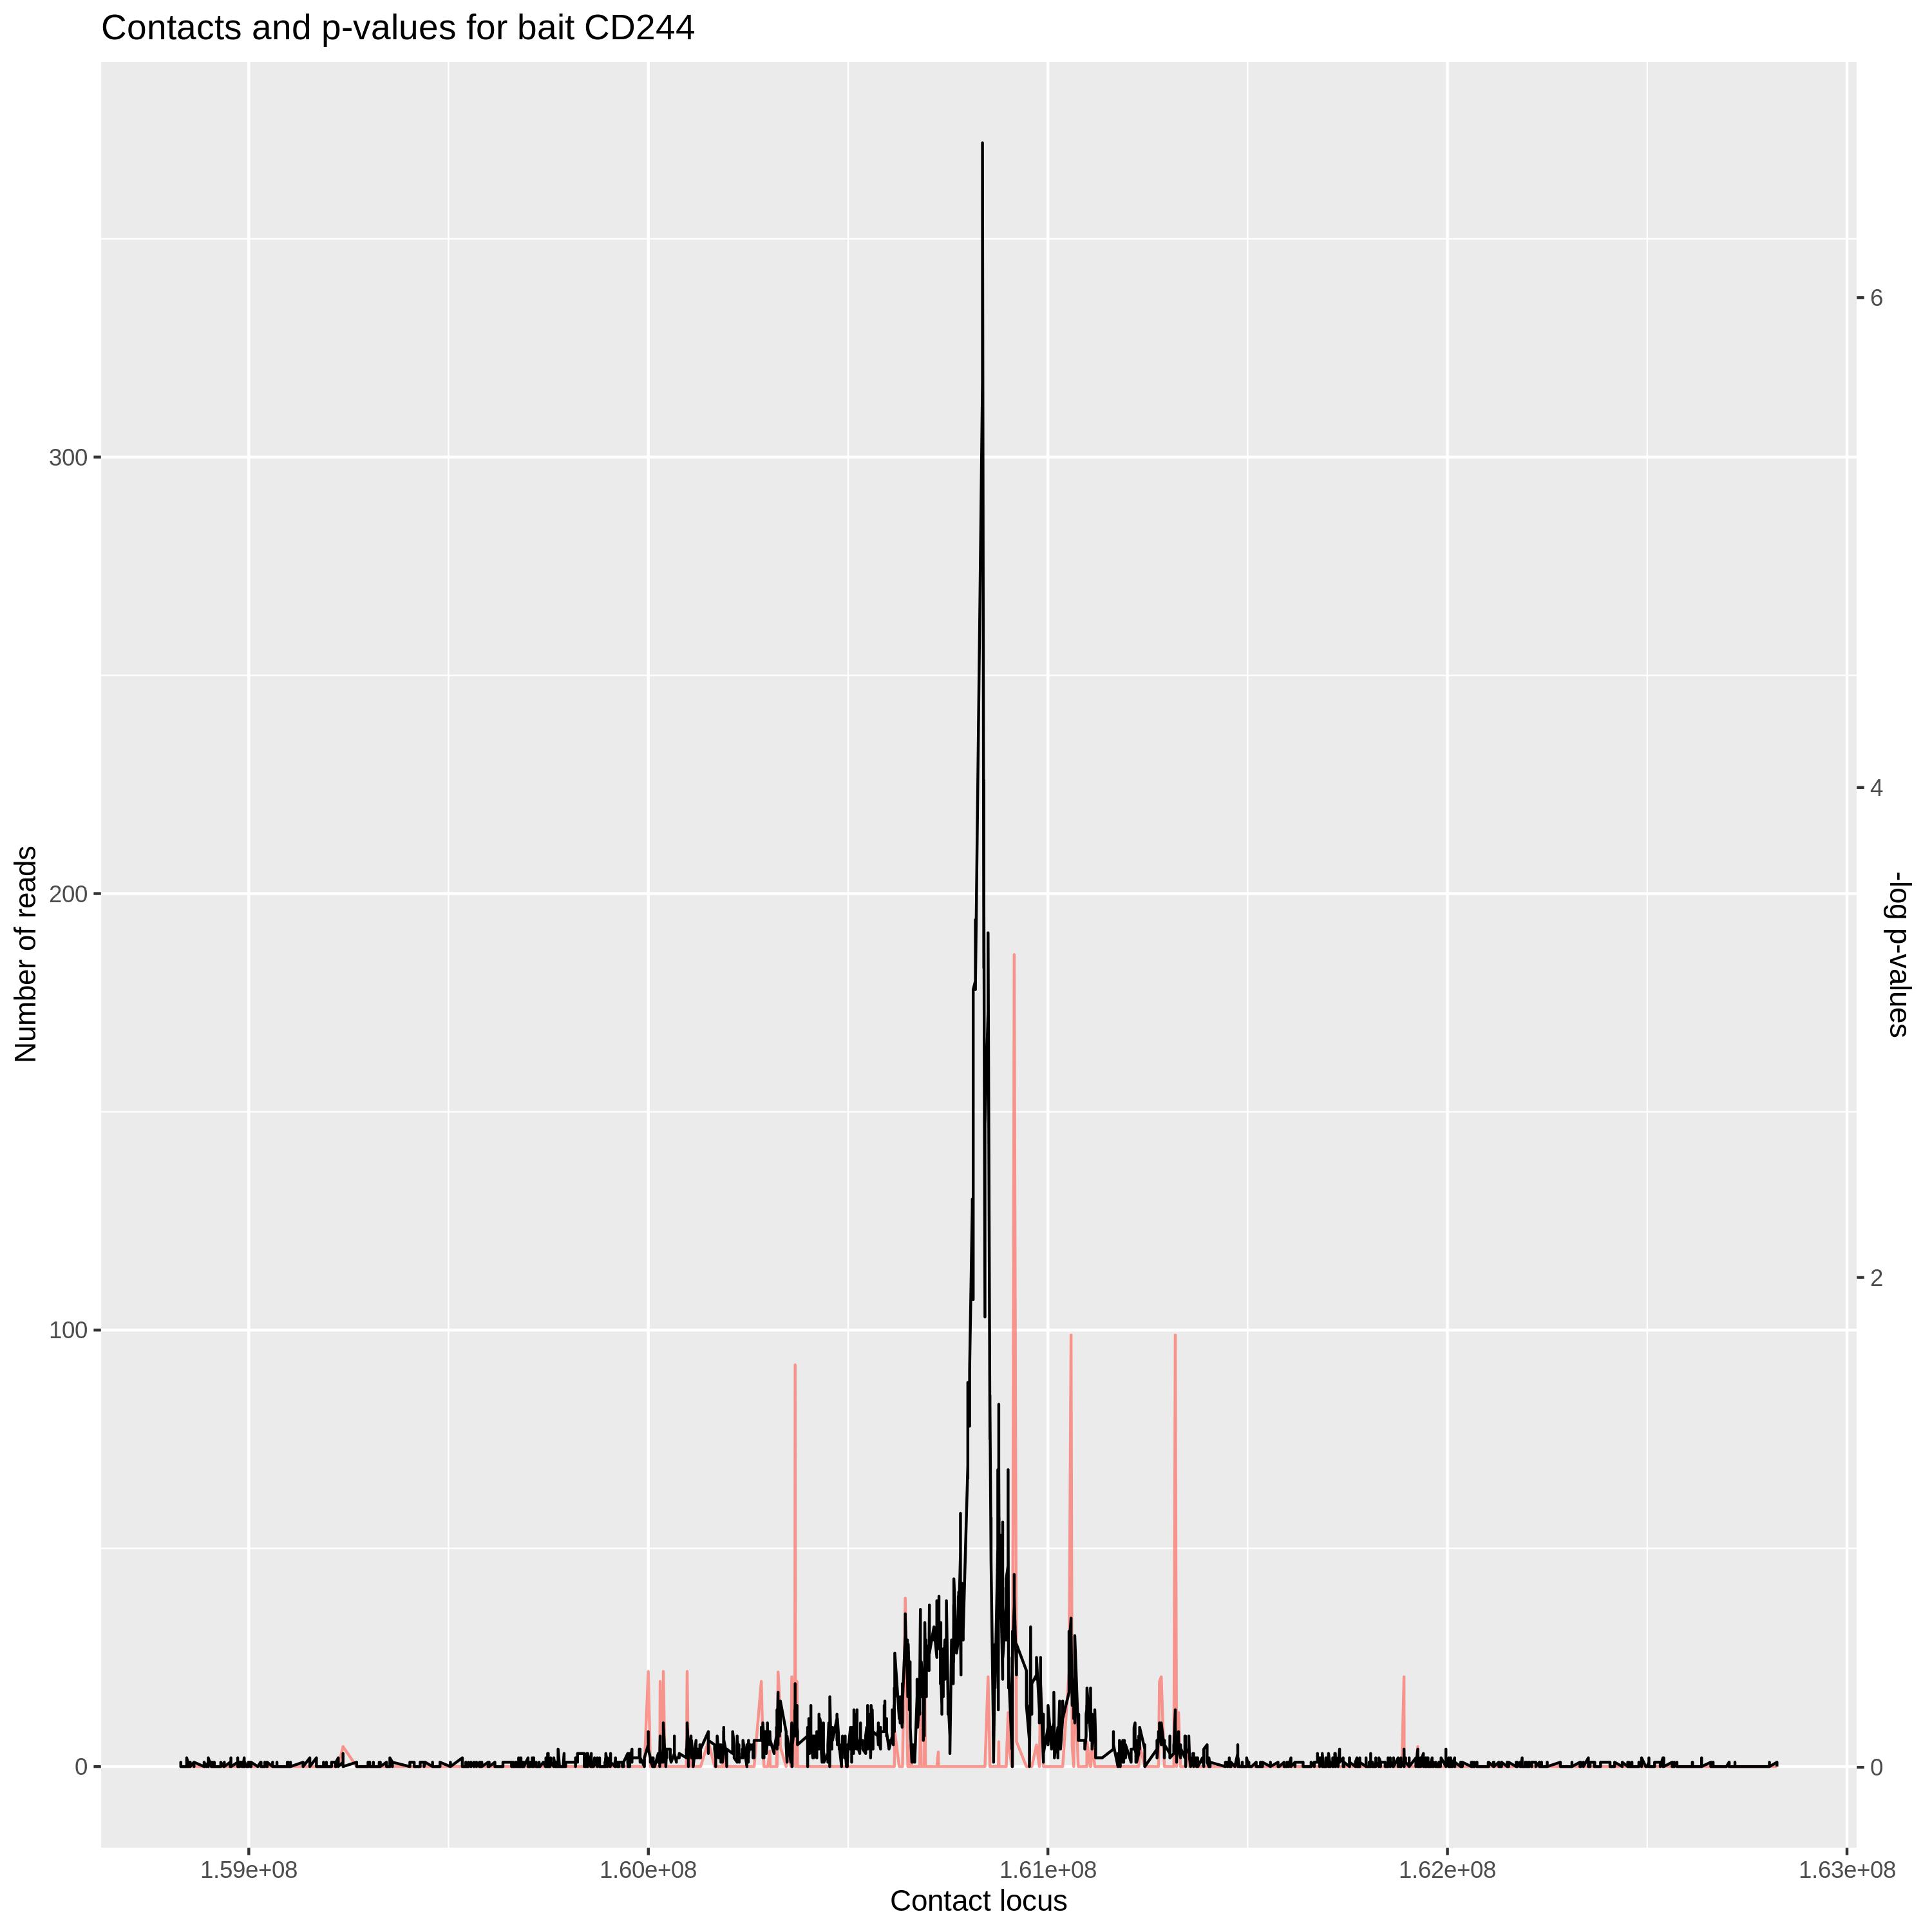 Contacts and p-values for bait CD244
Number of reads
300
200
100
0
6
4
2
0
-log p-values
1.59e+08
1.60e+08
1.61e+08
1.62e+08
1.63e+08
Contact locus